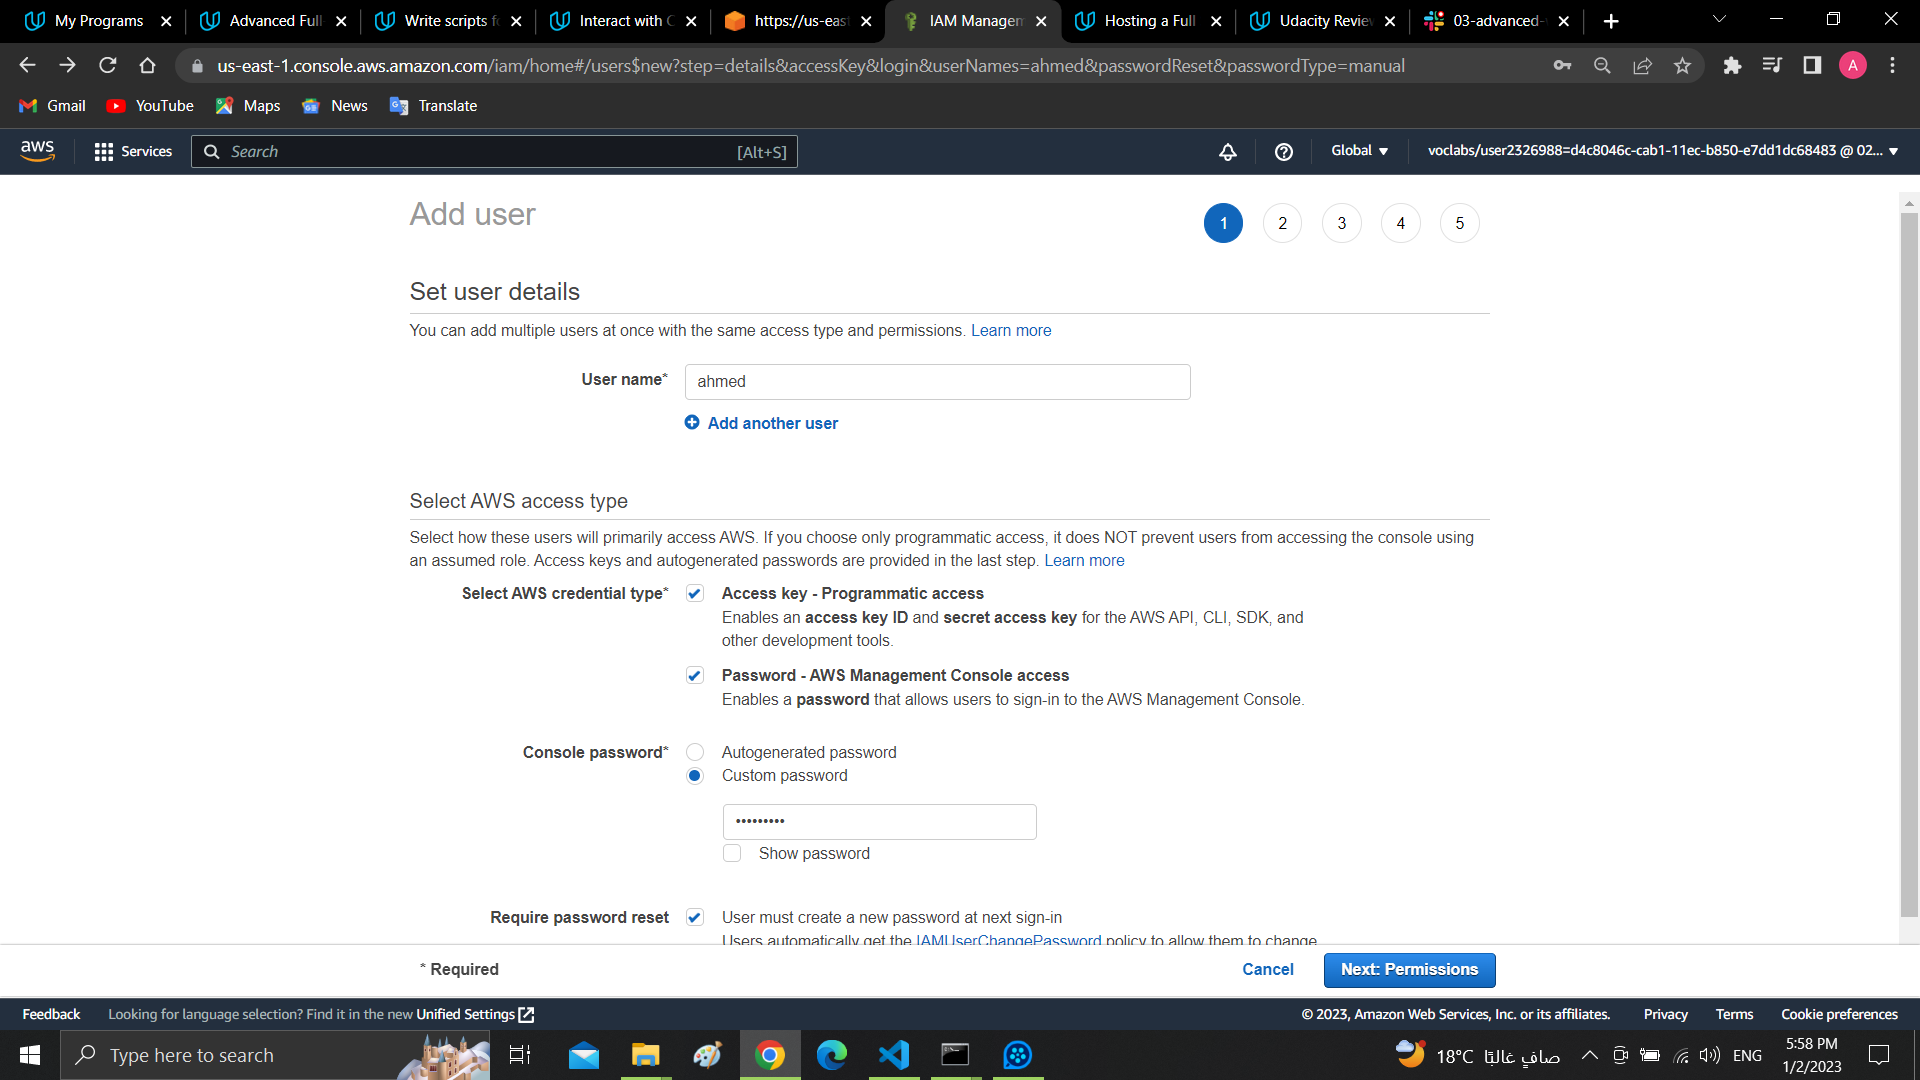 My Programs
Advanced Full
Write scripts fo
Interact with C
https://us-east
IAM Managem
Hosting a Full
Udacity Review
03-advanced-
us-east-1.console.aws.amazon.com/iam/home#/users$new?step=details&accessKey&login&userNames=ahmed&passwordReset&passwordType=manual
A
Gmail
YouTube
Maps
News
Translate
aws
Services
Search
[Alt+S]
Global
voclabs/user2326988=d4c8046c-cab1-11ec-b850-e7dd1dc68483 @ 02...
Add user
1 2 3 4 5
Set user details
You can add multiple users at once with the same access type and permissions. Learn more
User name*
ahmed
Add another user
Select AWS access type
Select how these users will primarily access AWS. If you choose only programmatic access, it does NOT prevent users from accessing the console using
an assumed role. Access keys and autogenerated passwords are provided in the last step. Learn more
Select AWS credential type*
Access key - Programmatic access
Enables an access key ID and secret access key for the AWS API, CLI, SDK, and
other development tools.
Password - AWS Management Console access
Enables a password that allows users to sign-in to the AWS Management Console.
Console password*
Autogenerated password
Custom password
•••••••••
Show password
Require password reset
User must create a new password at next sign-in
Users automatically get the IAMUserChangePassword policy to allow them to change
* Required
Cancel
Next: Permissions
Feedback
Looking for language selection? Find it in the new Unified Settings
© 2023, Amazon Web Services, Inc. or its affiliates.
Privacy
Terms
Cookie preferences
Type here to search
18°C صافٍ غالبًا
ENG
5:58 PM
1/2/2023